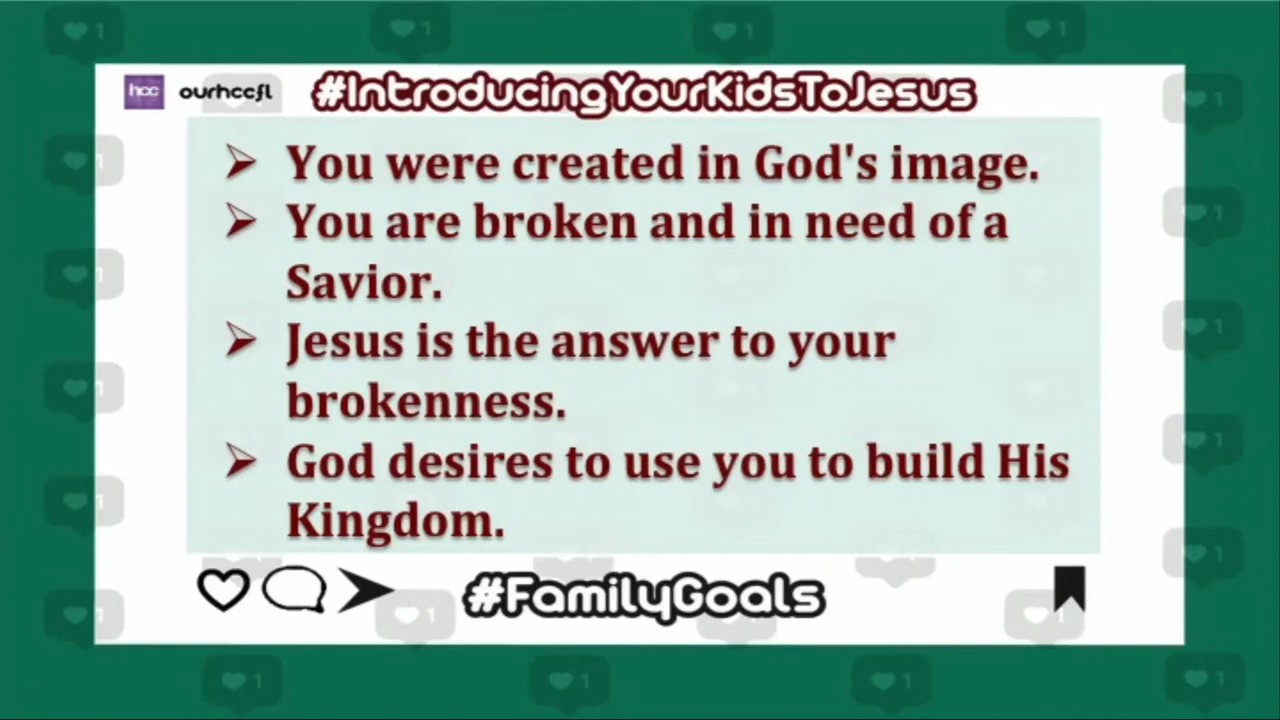 hcc ourhccfl #IntroducingYourKidsToJesus
➢ You were created in God's image.
➢ You are broken and in need of a
Savior.
➢ Jesus is the answer to your
brokenness.
➢ God desires to use you to build His
Kingdom.
#FamilyGoals